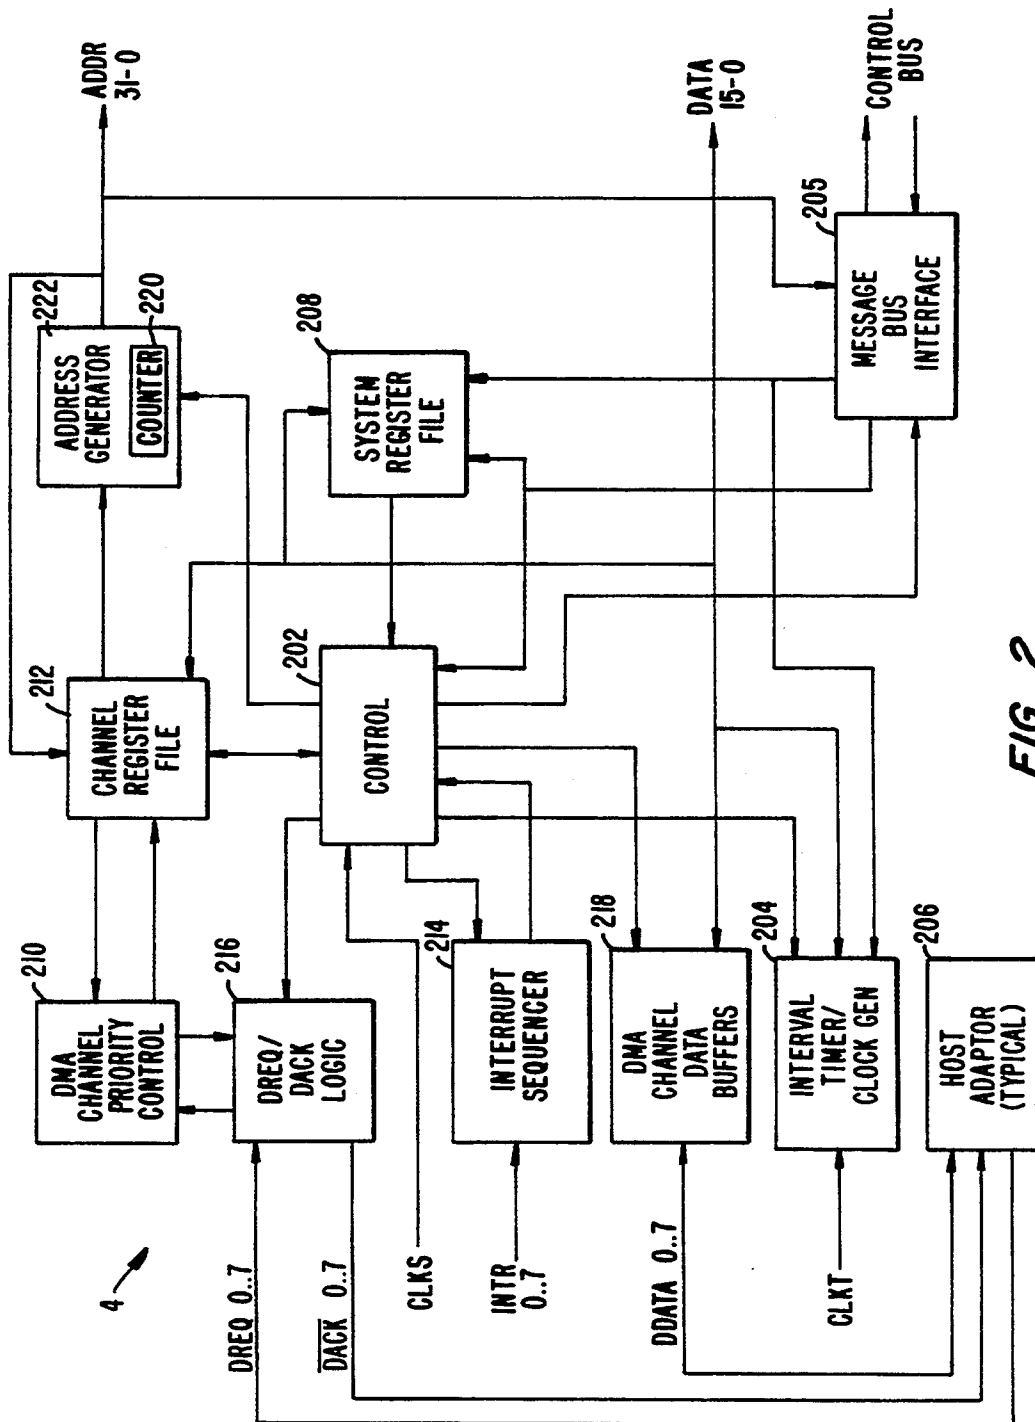 4
210
DMA
CHANNEL
PRIORITY
CONTROL
212
CHANNEL
REGISTER
FILE
222
ADDRESS
GENERATOR
220
COUNTER
ADDR
31-0
216
DREQ/
DACK
LOGIC
DREQ 0..7
DACK 0..7
CLKS
202
CONTROL
208
SYSTEM
REGISTER
FILE
214
INTERRUPT
SEQUENCER
INTR
0..7
218
DMA
CHANNEL
DATA
BUFFERS
DDATA 0..7
DATA
15-0
204
INTERVAL
TIMER/
CLOCK GEN
CLKT
205
MESSAGE
BUS
INTERFACE
CONTROL
BUS
206
HOST
ADAPTOR
(TYPICAL)
FIG. 2